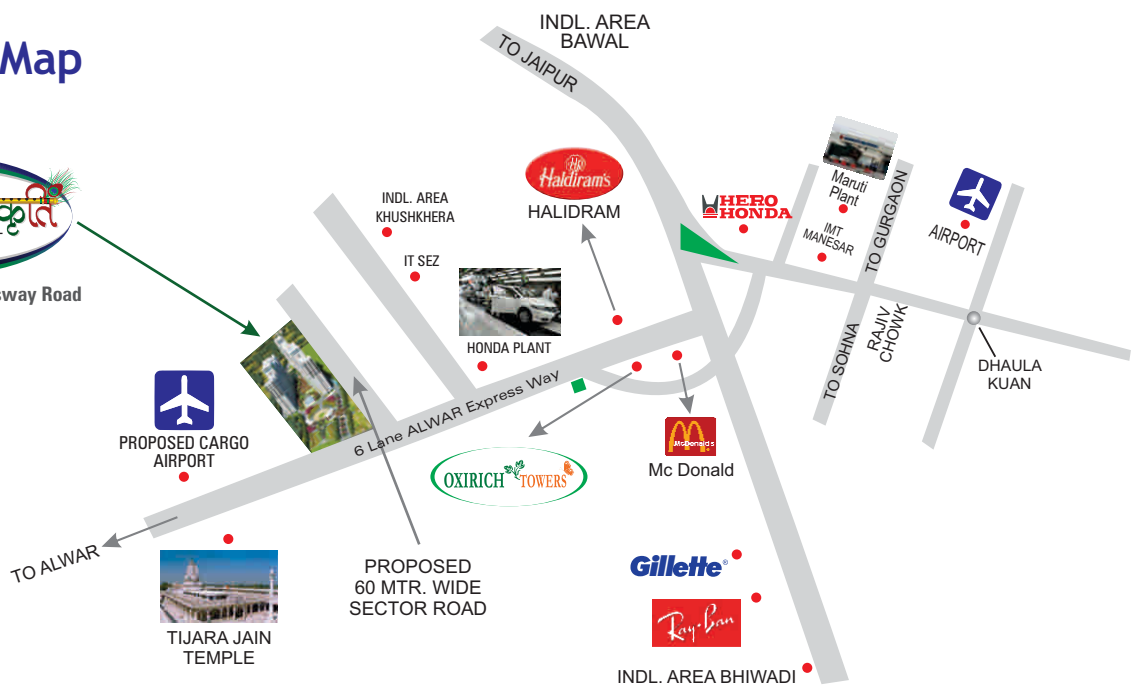 Map
INDL. AREA
BAWAL
TO JAIPUR
HR
Haldiram's
HALIDRAM
INDL. AREA
KHUSHKHERA
IT SEZ
HONDA PLANT
HERO
HONDA
Maruti
Plant
IMT
MANESAR
TO GURGAON
AIRPORT
TO SOHNA
RAJIV
CHOWK
DHAULA
KUAN
sway Road
6 Lane ALWAR Express Way
PROPOSED CARGO
AIRPORT
OXIRICH TOWERS
McDonald's
Mc Donald
TO ALWAR
TIJARA JAIN
TEMPLE
PROPOSED
60 MTR. WIDE
SECTOR ROAD
Gillette®
Ray-Ban
INDL. AREA BHIWADI